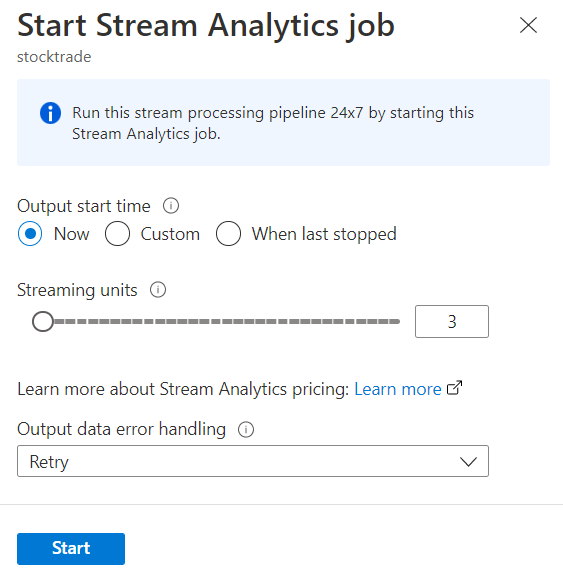 Start Stream Analytics job
stocktrade
Run this stream processing pipeline 24x7 by starting this
Stream Analytics job.
Output start time
Now Custom When last stopped
Streaming units
3
Learn more about Stream Analytics pricing: Learn more
Output data error handling
Retry
Start